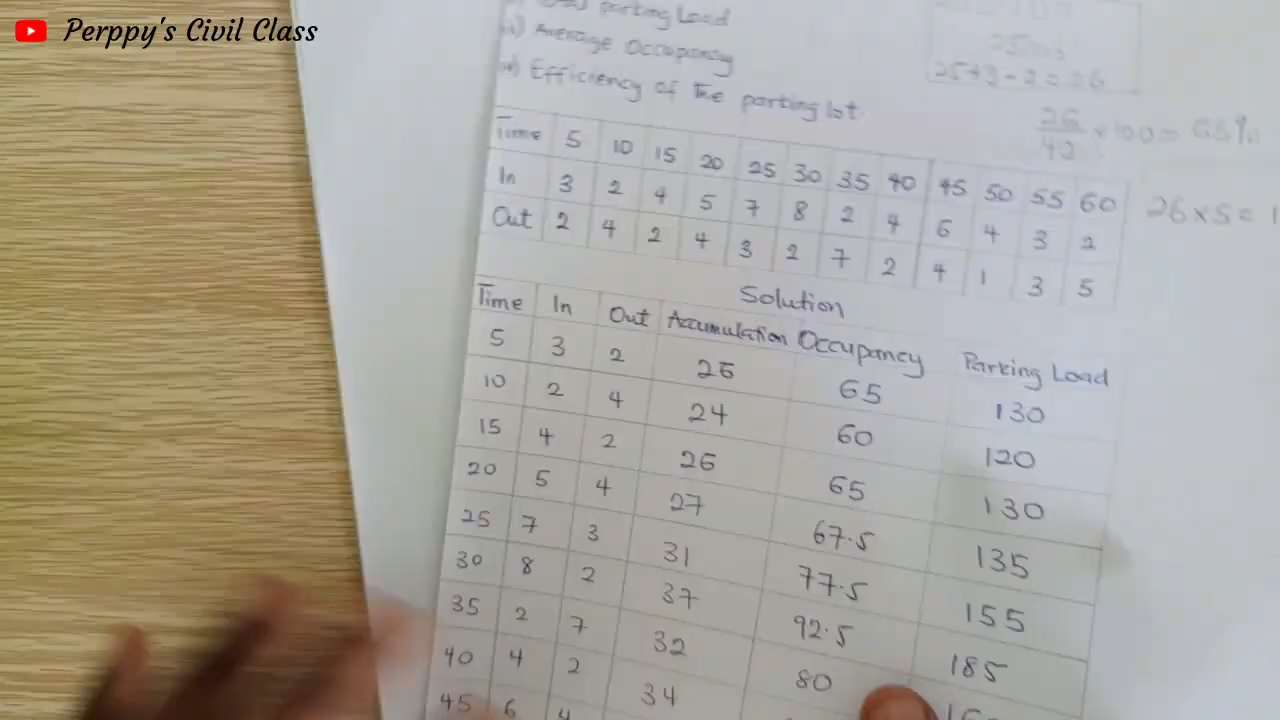 Perppy's Civil Class
parking Load
Average Occupancy
Efficiency of the parking lot
25+3-2=26
26/40 × 100 = 65%
26×5=1
Time 5 10 15 20 25 30 35 40 45 50 55 60
In 3 2 4 5 7 8 2 4 6 4 3 2
Out 2 4 2 4 3 2 7 2 4 1 3 5
Solution
Time In Out Accumulation Occupancy Parking Load
5 3 2 26 65 130
10 2 4 24 60 120
15 4 2 26 65 130
20 5 4 27 67.5 135
25 7 3 31 77.5 155
30 8 2 37 92.5 185
35 2 7 32 80
40 4 2 34
45 6 4